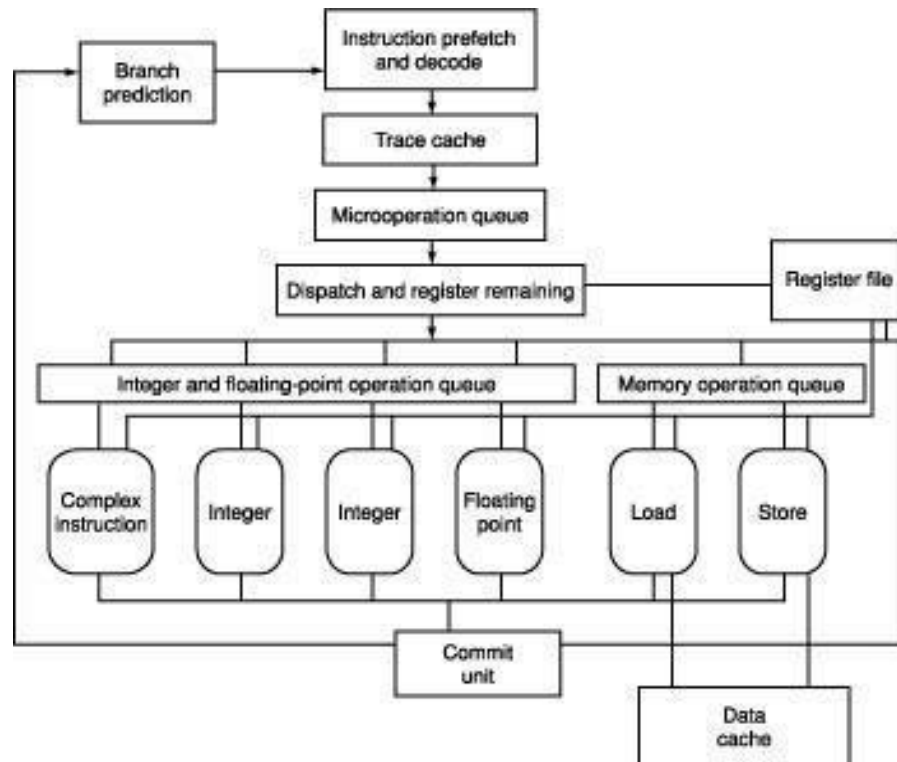 Instruction prefetch
and decode
Branch
prediction
Trace cache
Microoperation queue
Dispatch and register remaining
Register file
Integer and floating-point operation queue
Memory operation queue
Complex
instruction
Integer
Integer
Floating
point
Load
Store
Commit
unit
Data
cache